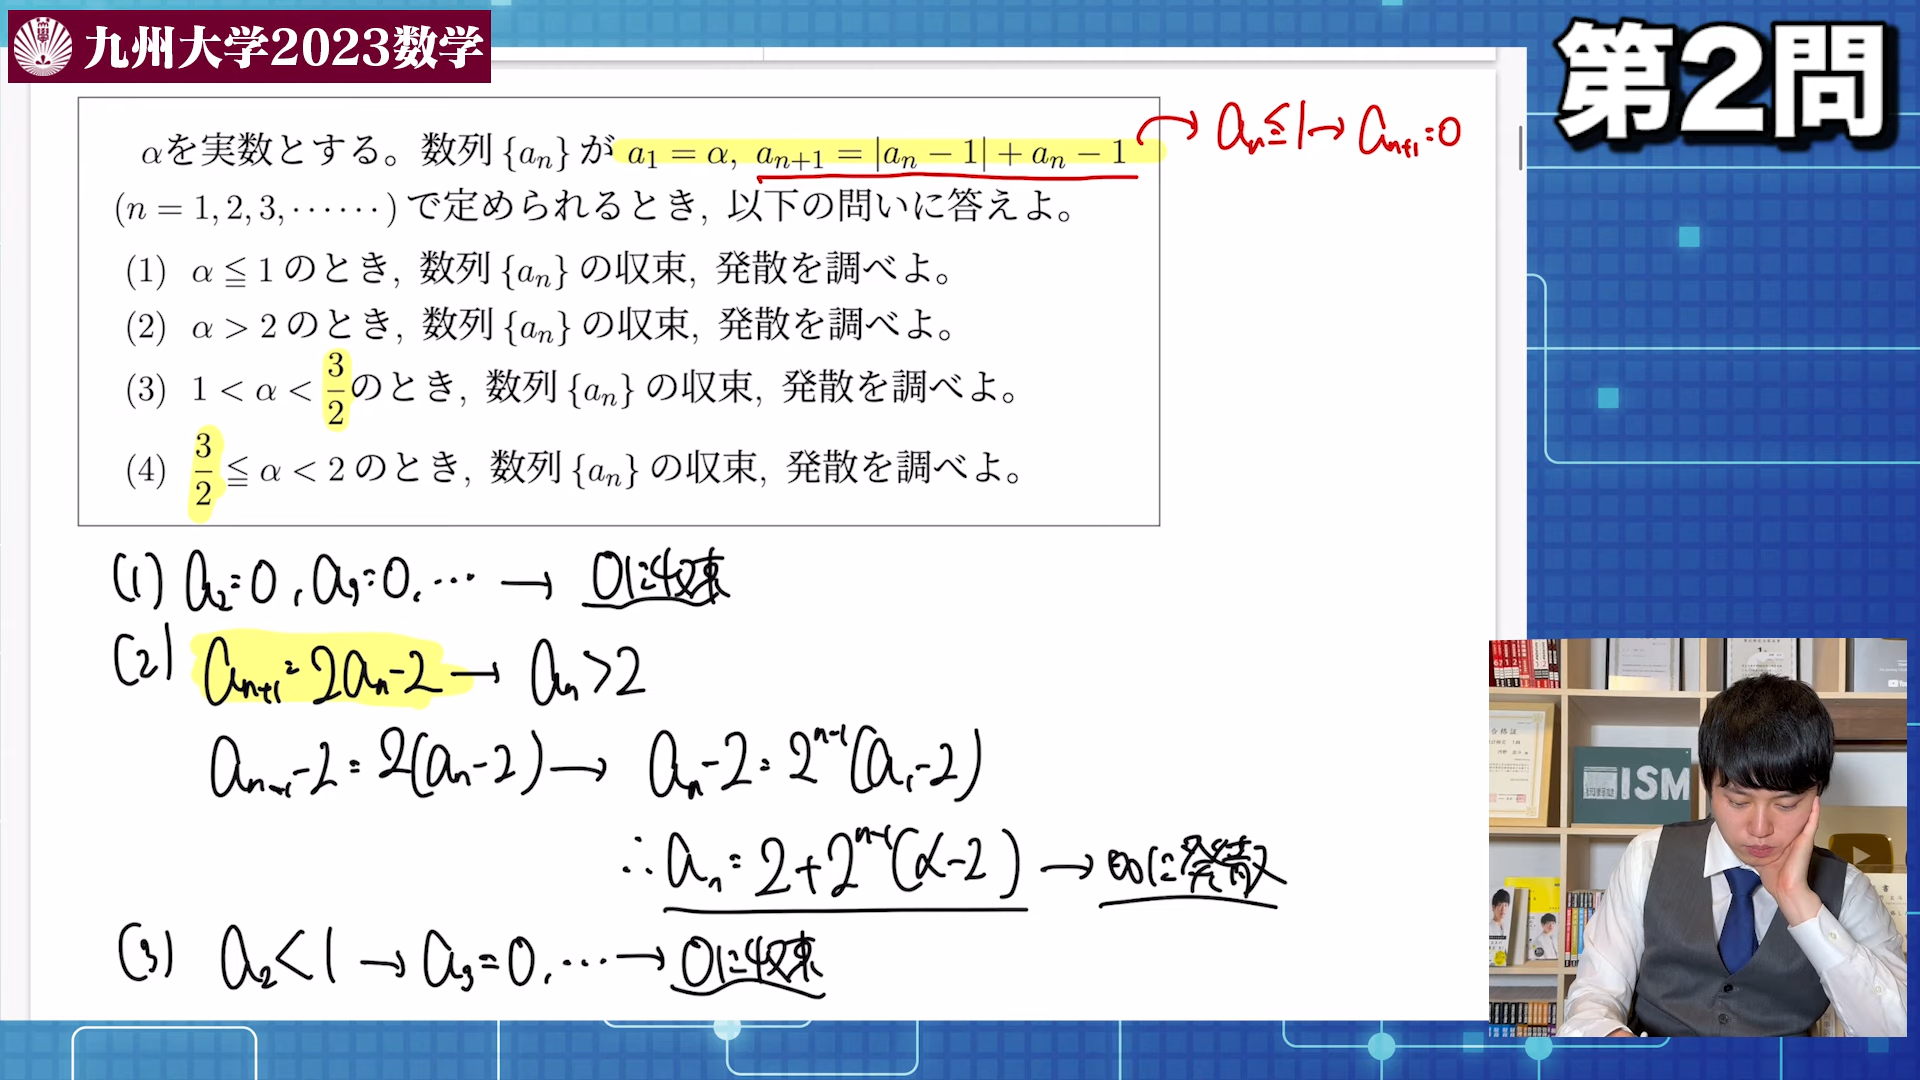 九州大学2023数学
第2問
αを実数とする。数列 {aₙ} が a₁ = α, aₙ₊₁ = |aₙ − 1| + aₙ − 1
(n = 1, 2, 3, ⋯⋯) で定められるとき, 以下の問いに答えよ。
(1) α ≦ 1 のとき, 数列 {aₙ} の収束, 発散を調べよ。
(2) α > 2 のとき, 数列 {aₙ} の収束, 発散を調べよ。
(3) 1 < α < 3/2 のとき, 数列 {aₙ} の収束, 発散を調べよ。
(4) 3/2 ≦ α < 2 のとき, 数列 {aₙ} の収束, 発散を調べよ。
aₙ≦1→aₙ₊₁=0
(1) a₂=0, a₃=0, ⋯ → 0に収束
(2) aₙ₊₁=2aₙ−2 → aₙ>2
aₙ₊₁−2=2(aₙ−2) → aₙ−2=2ⁿ⁻¹(a₁−2)
∴ aₙ=2+2ⁿ⁻¹(α−2) → ∞に発散
(3) a₂<1 → a₃=0, ⋯ → 0に収束
ISM